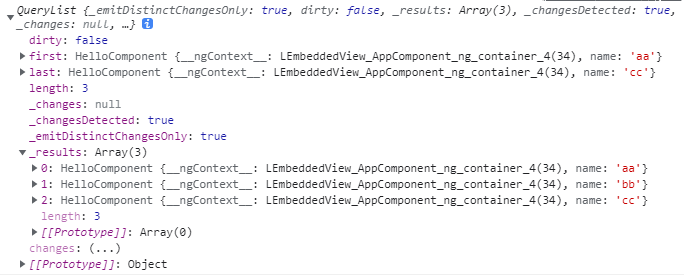 QueryList {_emitDistinctChangesOnly: true, dirty: false, _results: Array(3), _changesDetected: true,
_changes: null, …} i
dirty: false
first: HelloComponent {__ngContext__: LEmbeddedView_AppComponent_ng_container_4(34), name: 'aa'}
last: HelloComponent {__ngContext__: LEmbeddedView_AppComponent_ng_container_4(34), name: 'cc'}
length: 3
_changes: null
_changesDetected: true
_emitDistinctChangesOnly: true
_results: Array(3)
0: HelloComponent {__ngContext__: LEmbeddedView_AppComponent_ng_container_4(34), name: 'aa'}
1: HelloComponent {__ngContext__: LEmbeddedView_AppComponent_ng_container_4(34), name: 'bb'}
2: HelloComponent {__ngContext__: LEmbeddedView_AppComponent_ng_container_4(34), name: 'cc'}
length: 3
[[Prototype]]: Array(0)
changes: (...)
[[Prototype]]: Object